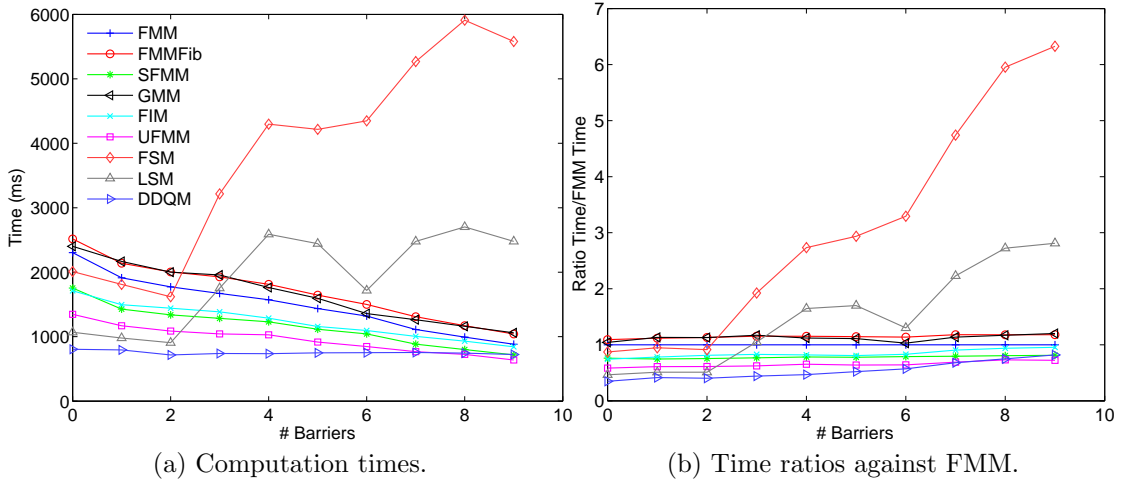 6000
5000
4000
3000
2000
1000
0
0 2 4 6 8 10
Time (ms)
# Barriers
FMM
FMMFib
SFMM
GMM
FIM
UFMM
FSM
LSM
DDQM
(a) Computation times.
7
6
5
4
3
2
1
0
0 2 4 6 8 10
Ratio Time/FMM Time
# Barriers
(b) Time ratios against FMM.